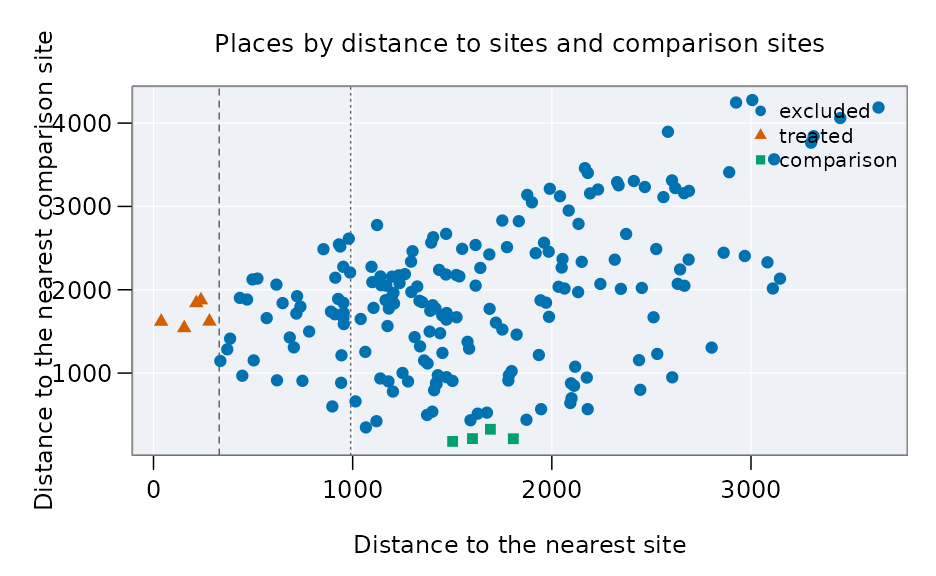 Places by distance to sites and comparison sites
Distance to the nearest comparison site
4000
3000
2000
1000
excluded
treated
comparison
0
1000
2000
3000
Distance to the nearest site